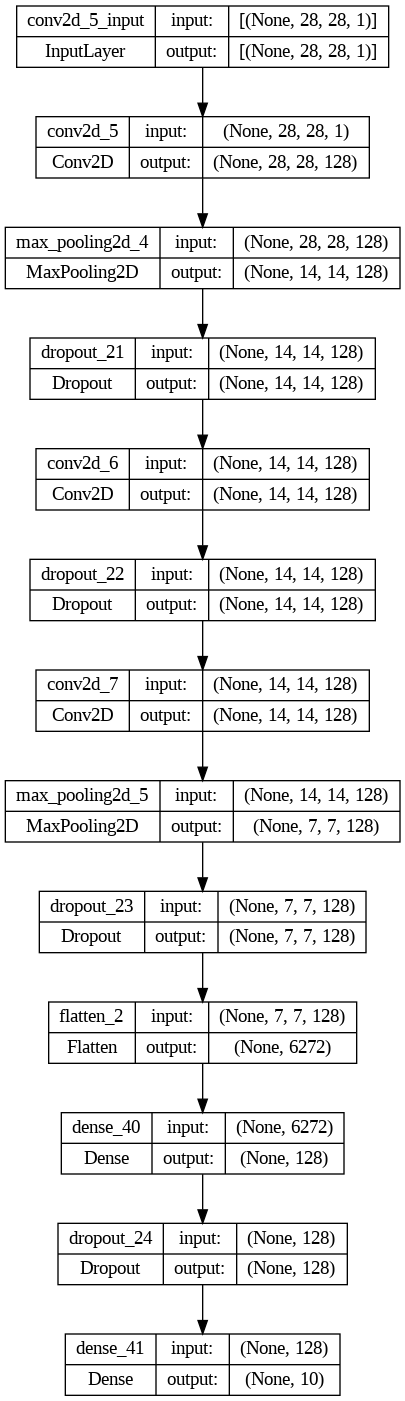 conv2d_5_input input: [(None, 28, 28, 1)]
InputLayer output: [(None, 28, 28, 1)]
conv2d_5 input: (None, 28, 28, 1)
Conv2D output: (None, 28, 28, 128)
max_pooling2d_4 input: (None, 28, 28, 128)
MaxPooling2D output: (None, 14, 14, 128)
dropout_21 input: (None, 14, 14, 128)
Dropout output: (None, 14, 14, 128)
conv2d_6 input: (None, 14, 14, 128)
Conv2D output: (None, 14, 14, 128)
dropout_22 input: (None, 14, 14, 128)
Dropout output: (None, 14, 14, 128)
conv2d_7 input: (None, 14, 14, 128)
Conv2D output: (None, 14, 14, 128)
max_pooling2d_5 input: (None, 14, 14, 128)
MaxPooling2D output: (None, 7, 7, 128)
dropout_23 input: (None, 7, 7, 128)
Dropout output: (None, 7, 7, 128)
flatten_2 input: (None, 7, 7, 128)
Flatten output: (None, 6272)
dense_40 input: (None, 6272)
Dense output: (None, 128)
dropout_24 input: (None, 128)
Dropout output: (None, 128)
dense_41 input: (None, 128)
Dense output: (None, 10)